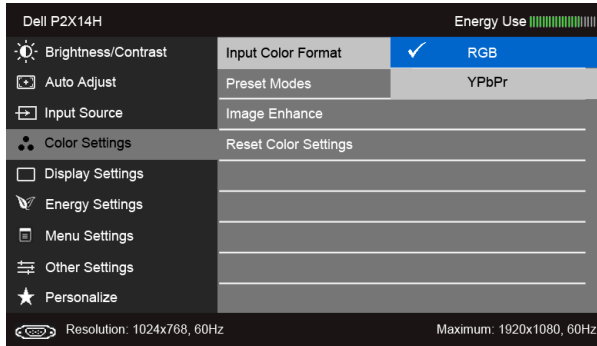 Dell P2X14H Energy Use
Brightness/Contrast Input Color Format RGB
Auto Adjust Preset Modes YPbPr
Input Source Image Enhance
Color Settings Reset Color Settings
Display Settings
Energy Settings
Menu Settings
Other Settings
Personalize
Resolution: 1024x768, 60Hz Maximum: 1920x1080, 60Hz